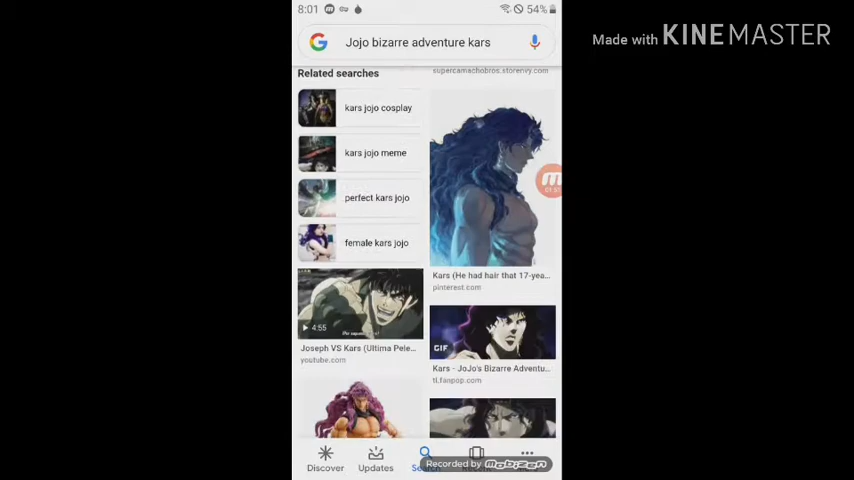 8:01
54%
Made with KINEMASTER
Jojo bizarre adventure kars
Related searches
supercamachobros.storenvy.com
kars jojo cosplay
kars jojo meme
perfect kars jojo
female kars jojo
Kars (He had hair that 17-yea...
pinterest.com
4:55
Joseph VS Kars (Ultima Pele...
youtube.com
GIF
Kars - JoJo's Bizarre Adventu...
ti.fanpop.com
Discover
Updates
Recorded by mobizen